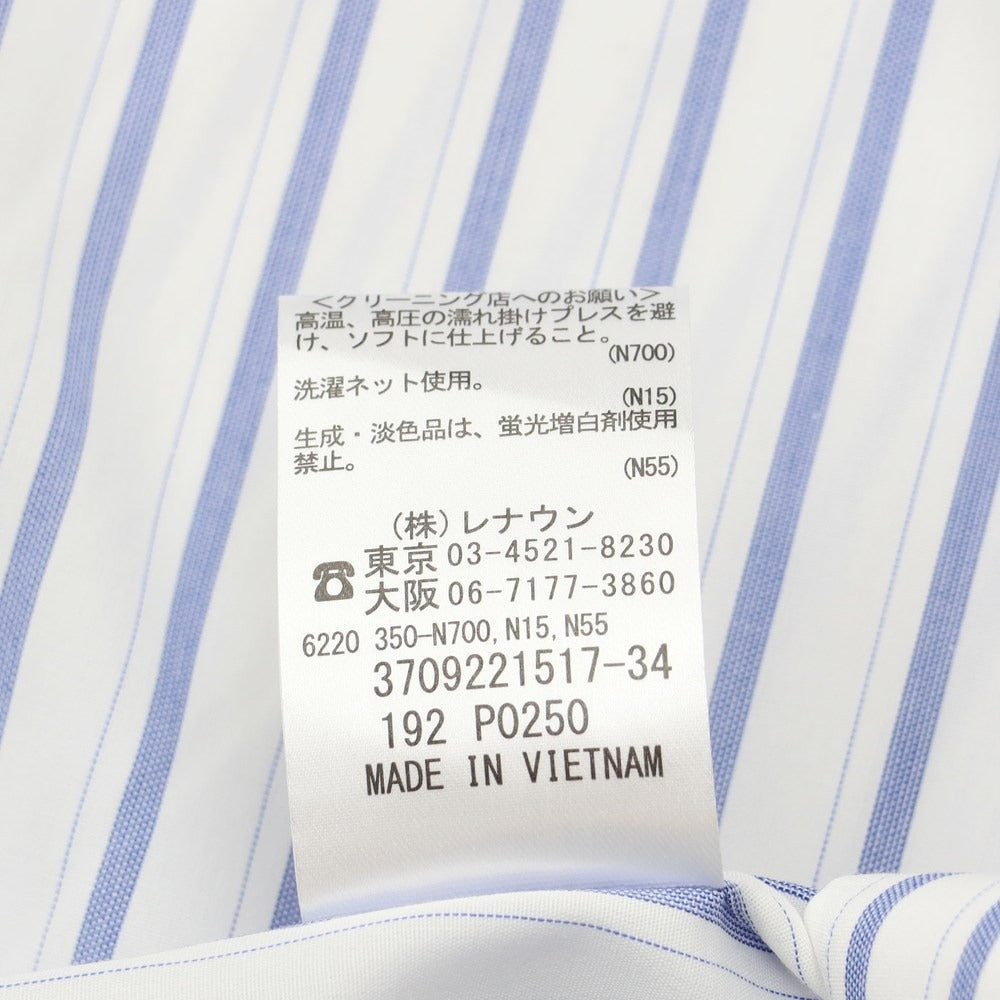 ＜クリーニング店へのお願い＞
高温、高圧の濡れ掛けプレスを避
け、ソフトに仕上げること。
(N700)
洗濯ネット使用。
(N15)
生成・淡色品は、蛍光増白剤使用
禁止。
(N55)
(株)レナウン
☎東京 03-4521-8230
大阪 06-7177-3860
6220 350-N700,N15,N55
3709221517-34
192 P0250
MADE IN VIETNAM